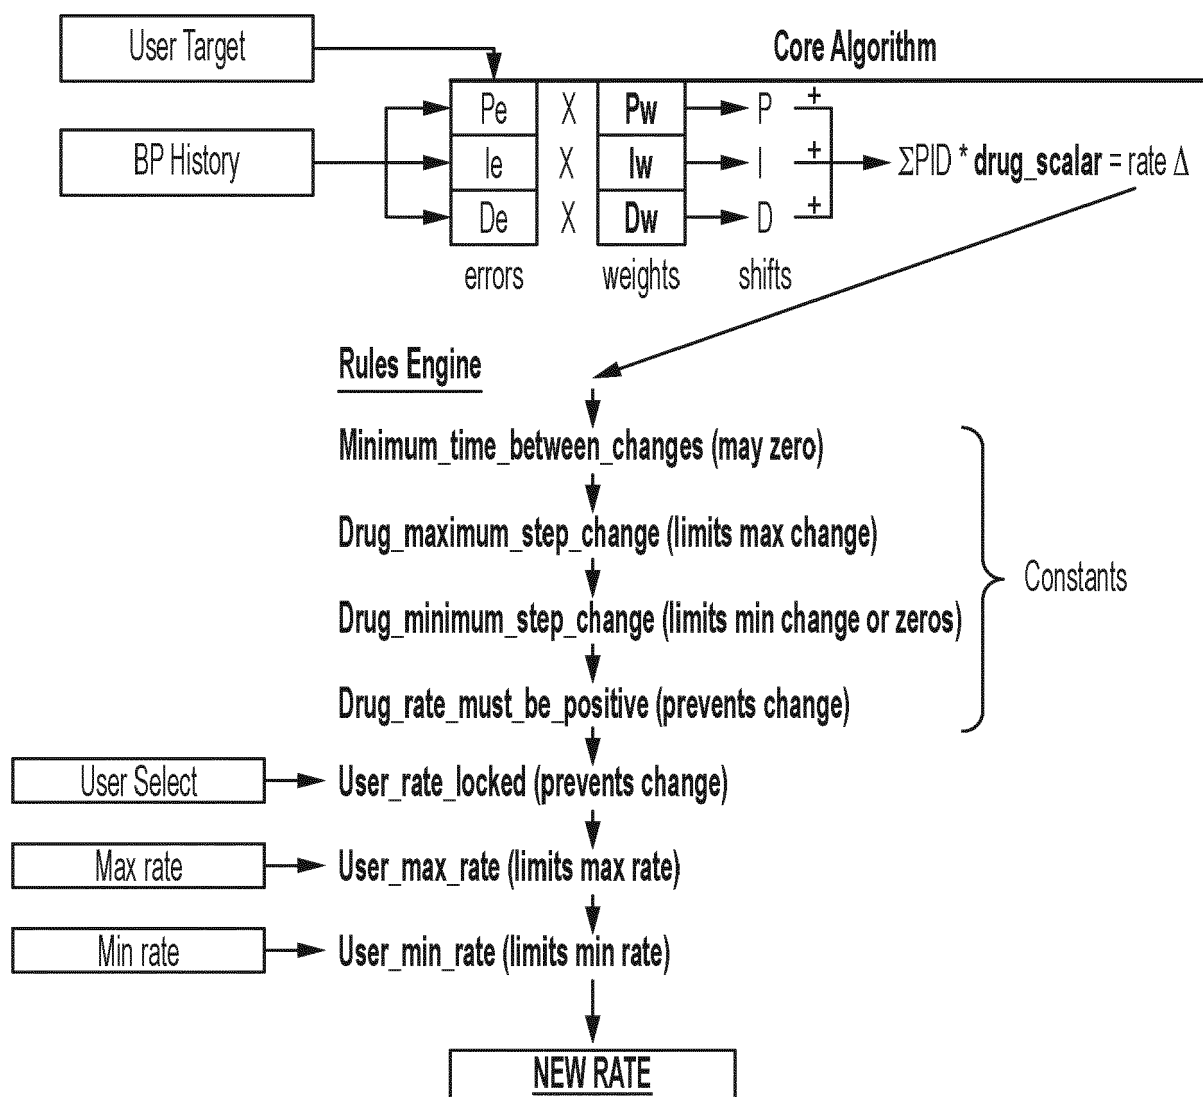 User Target
Core Algorithm
Pe X Pw P +
BP History
Ie X Iw I + ΣPID * drug_scalar = rate Δ
De X Dw D +
errors weights shifts
Rules Engine
Minimum_time_between_changes (may zero)
Drug_maximum_step_change (limits max change)
Constants
Drug_minimum_step_change (limits min change or zeros)
Drug_rate_must_be_positive (prevents change)
User Select User_rate_locked (prevents change)
Max rate User_max_rate (limits max rate)
Min rate User_min_rate (limits min rate)
NEW RATE